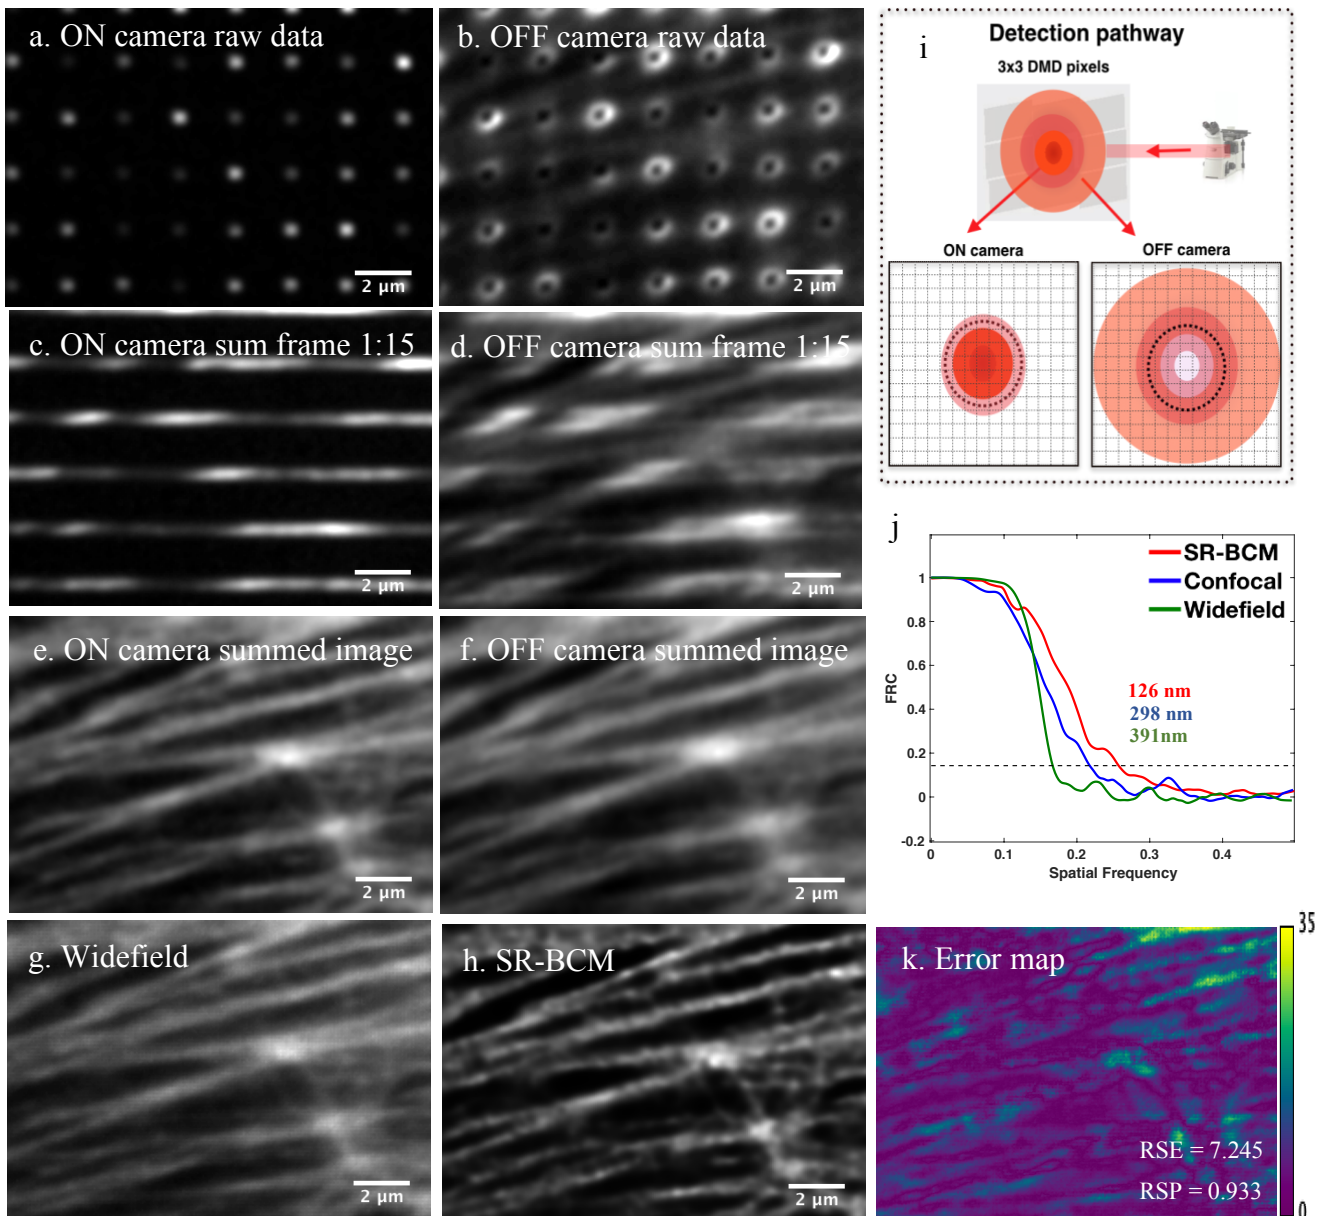 a. ON camera raw data
2 µm
b. OFF camera raw data
2 µm
i
Detection pathway
3x3 DMD pixels
ON camera
OFF camera
c. ON camera sum frame 1:15
2 µm
d. OFF camera sum frame 1:15
2 µm
e. ON camera summed image
2 µm
f. OFF camera summed image
2 µm
j
SR-BCM
Confocal
Widefield
126 nm
298 nm
391nm
FRC
1
0.8
0.6
0.4
0.2
0
-0.2
0
0.1
0.2
0.3
0.4
Spatial Frequency
g. Widefield
2 µm
h. SR-BCM
2 µm
k. Error map
RSE = 7.245
RSP = 0.933
35
0